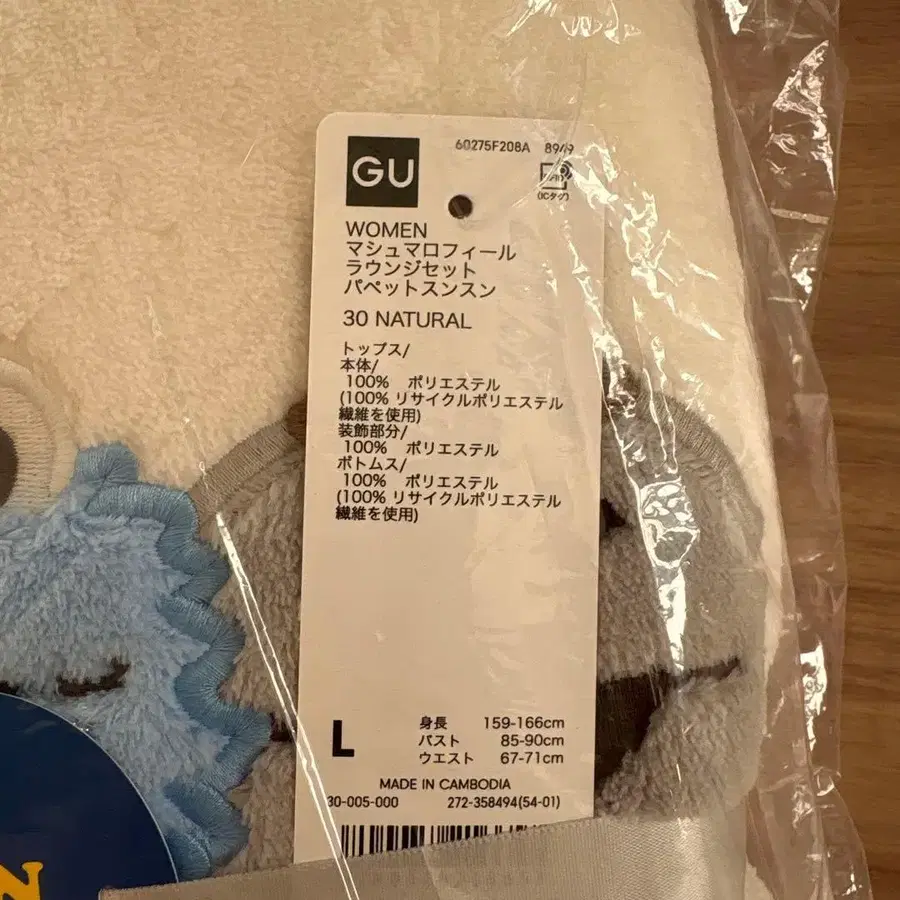 GU
60275F208A 8949
(ICタグ)
WOMEN
マシュマロフィール
ラウンジセット
パペットスンスン
30 NATURAL
トップス/
本体/
100% ポリエステル
(100% リサイクルポリエステル
繊維を使用)
装飾部分/
100% ポリエステル
ボトムス/
100% ポリエステル
(100% リサイクルポリエステル
繊維を使用)
L
身長 159-166cm
バスト 85-90cm
ウエスト 67-71cm
MADE IN CAMBODIA
30-005-000 272-358494(54-01)
N